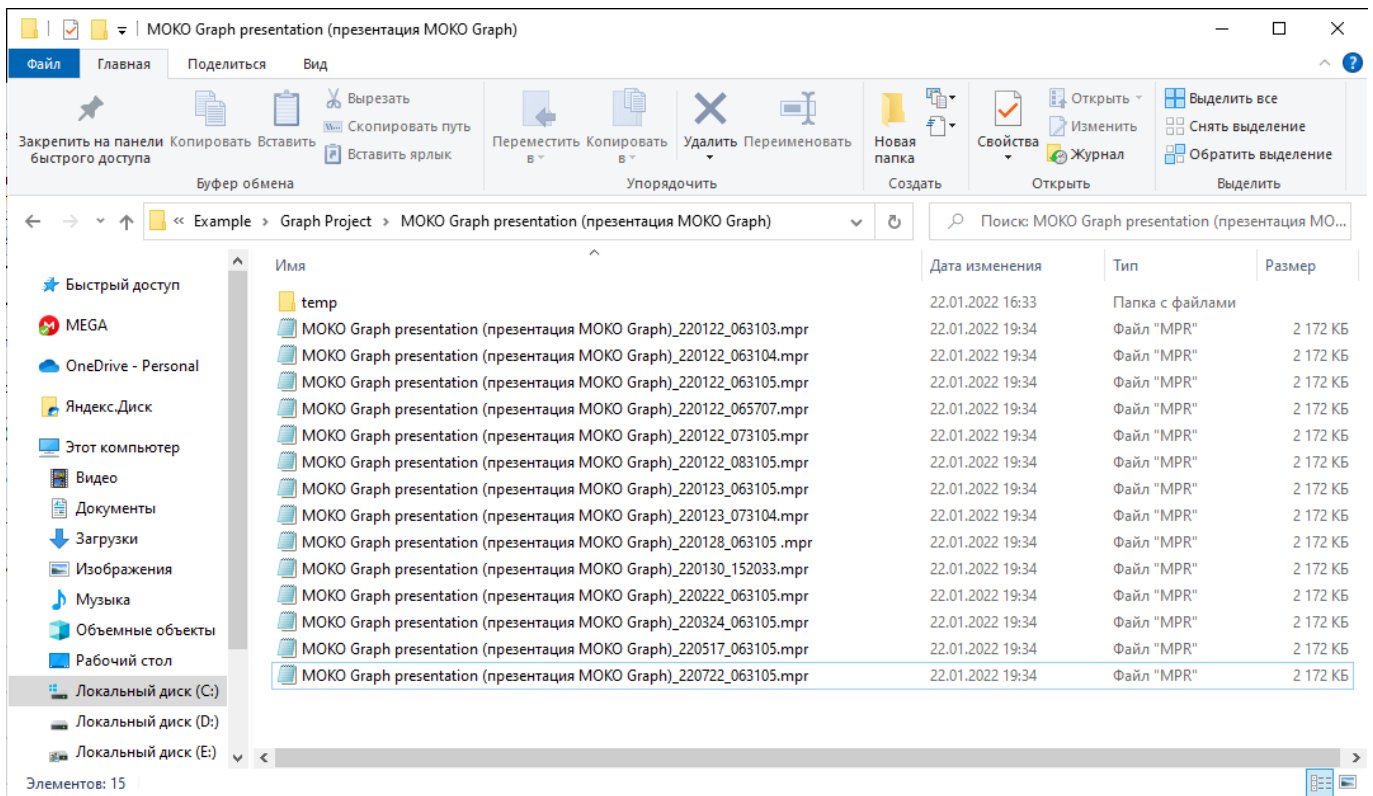 MOKO Graph presentation (презентация MOKO Graph)
Файл Главная Поделиться Вид
Закрепить на панели быстрого доступа
Копировать
Вставить
Вырезать
Скопировать путь
Вставить ярлык
Переместить в
Копировать в
Удалить
Переименовать
Новая папка
Свойства
Открыть
Изменить
Журнал
Выделить все
Снять выделение
Обратить выделение
Буфер обмена Упорядочить Создать Открыть Выделить
« Example > Graph Project > MOKO Graph presentation (презентация MOKO Graph)
Поиск: MOKO Graph presentation (презентация MO...
Быстрый доступ
MEGA
OneDrive - Personal
Яндекс.Диск
Этот компьютер
Видео
Документы
Загрузки
Изображения
Музыка
Объемные объекты
Рабочий стол
Локальный диск (C:)
Локальный диск (D:)
Локальный диск (E:)
Имя Дата изменения Тип Размер
temp 22.01.2022 16:33 Папка с файлами
MOKO Graph presentation (презентация MOKO Graph)_220122_063103.mpr 22.01.2022 19:34 Файл "MPR" 2 172 КБ
MOKO Graph presentation (презентация MOKO Graph)_220122_063104.mpr 22.01.2022 19:34 Файл "MPR" 2 172 КБ
MOKO Graph presentation (презентация MOKO Graph)_220122_063105.mpr 22.01.2022 19:34 Файл "MPR" 2 172 КБ
MOKO Graph presentation (презентация MOKO Graph)_220122_065707.mpr 22.01.2022 19:34 Файл "MPR" 2 172 КБ
MOKO Graph presentation (презентация MOKO Graph)_220122_073105.mpr 22.01.2022 19:34 Файл "MPR" 2 172 КБ
MOKO Graph presentation (презентация MOKO Graph)_220122_083105.mpr 22.01.2022 19:34 Файл "MPR" 2 172 КБ
MOKO Graph presentation (презентация MOKO Graph)_220123_063105.mpr 22.01.2022 19:34 Файл "MPR" 2 172 КБ
MOKO Graph presentation (презентация MOKO Graph)_220123_073104.mpr 22.01.2022 19:34 Файл "MPR" 2 172 КБ
MOKO Graph presentation (презентация MOKO Graph)_220128_063105 .mpr 22.01.2022 19:34 Файл "MPR" 2 172 КБ
MOKO Graph presentation (презентация MOKO Graph)_220130_152033.mpr 22.01.2022 19:34 Файл "MPR" 2 172 КБ
MOKO Graph presentation (презентация MOKO Graph)_220222_063105.mpr 22.01.2022 19:34 Файл "MPR" 2 172 КБ
MOKO Graph presentation (презентация MOKO Graph)_220324_063105.mpr 22.01.2022 19:34 Файл "MPR" 2 172 КБ
MOKO Graph presentation (презентация MOKO Graph)_220517_063105.mpr 22.01.2022 19:34 Файл "MPR" 2 172 КБ
MOKO Graph presentation (презентация MOKO Graph)_220722_063105.mpr 22.01.2022 19:34 Файл "MPR" 2 172 КБ
Элементов: 15